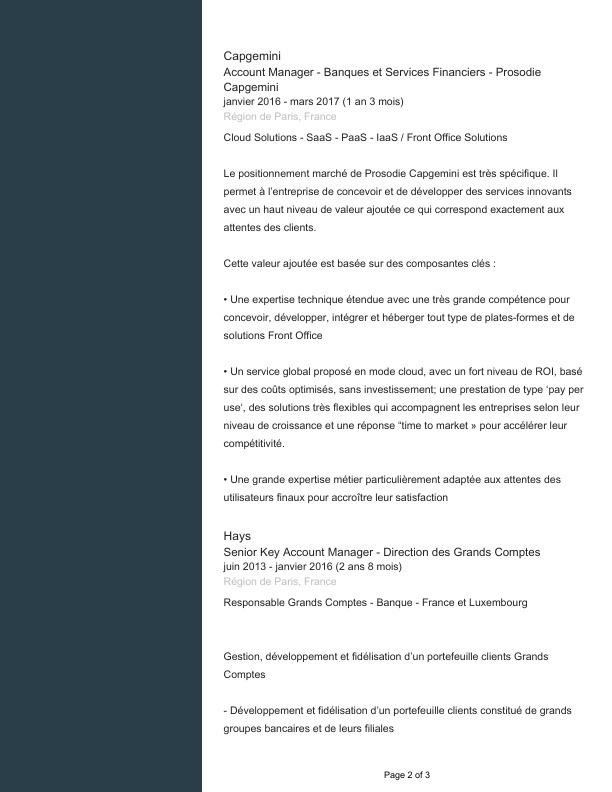 Capgemini
Account Manager - Banques et Services Financiers - Prosodie
Capgemini
janvier 2016 - mars 2017 (1 an 3 mois)
Région de Paris, France
Cloud Solutions - SaaS - PaaS - IaaS / Front Office Solutions
Le positionnement marché de Prosodie Capgemini est très spécifique. Il
permet à l’entreprise de concevoir et de développer des services innovants
avec un haut niveau de valeur ajoutée ce qui correspond exactement aux
attentes des clients.
Cette valeur ajoutée est basée sur des composantes clés :
• Une expertise technique étendue avec une très grande compétence pour
concevoir, développer, intégrer et héberger tout type de plates-formes et de
solutions Front Office
• Un service global proposé en mode cloud, avec un fort niveau de ROI, basé
sur des coûts optimisés, sans investissement; une prestation de type ‘pay per
use‘, des solutions très flexibles qui accompagnent les entreprises selon leur
niveau de croissance et une réponse “time to market » pour accélérer leur
compétitivité.
• Une grande expertise métier particulièrement adaptée aux attentes des
utilisateurs finaux pour accroître leur satisfaction
Hays
Senior Key Account Manager - Direction des Grands Comptes
juin 2013 - janvier 2016 (2 ans 8 mois)
Région de Paris, France
Responsable Grands Comptes - Banque - France et Luxembourg
Gestion, développement et fidélisation d’un portefeuille clients Grands
Comptes
- Développement et fidélisation d’un portefeuille clients constitué de grands
groupes bancaires et de leurs filiales
Page 2 of 3